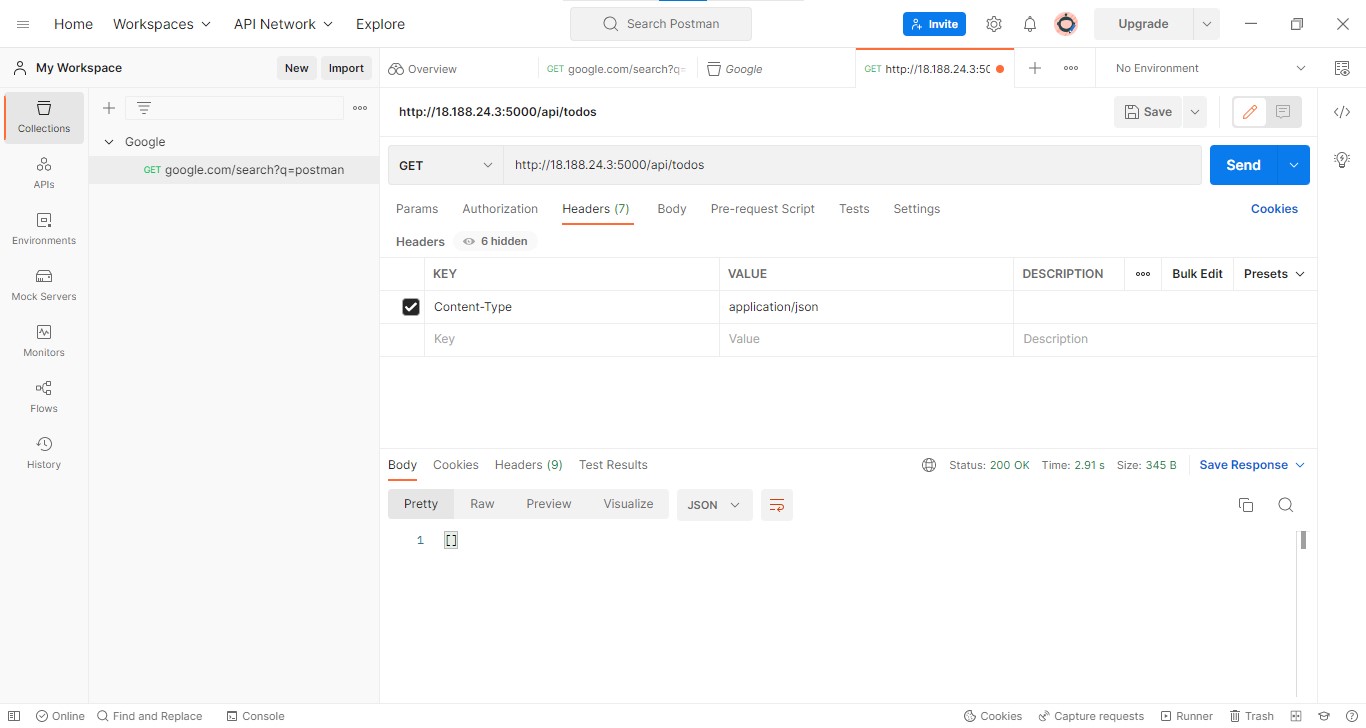 Home Workspaces API Network Explore Search Postman Invite Upgrade
My Workspace New Import Overview GET google.com/search?q= Google GET http://18.188.24.3:50 No Environment
Collections
APIs
Environments
Mock Servers
Monitors
Flows
History
Google
GET google.com/search?q=postman
http://18.188.24.3:5000/api/todos Save
GET http://18.188.24.3:5000/api/todos Send
Params Authorization Headers (7) Body Pre-request Script Tests Settings Cookies
Headers 6 hidden
KEY VALUE DESCRIPTION Bulk Edit Presets
Content-Type application/json
Key Value Description
Body Cookies Headers (9) Test Results Status: 200 OK Time: 2.91 s Size: 345 B Save Response
Pretty Raw Preview Visualize JSON
1 []
Online Find and Replace Console Cookies Capture requests Runner Trash